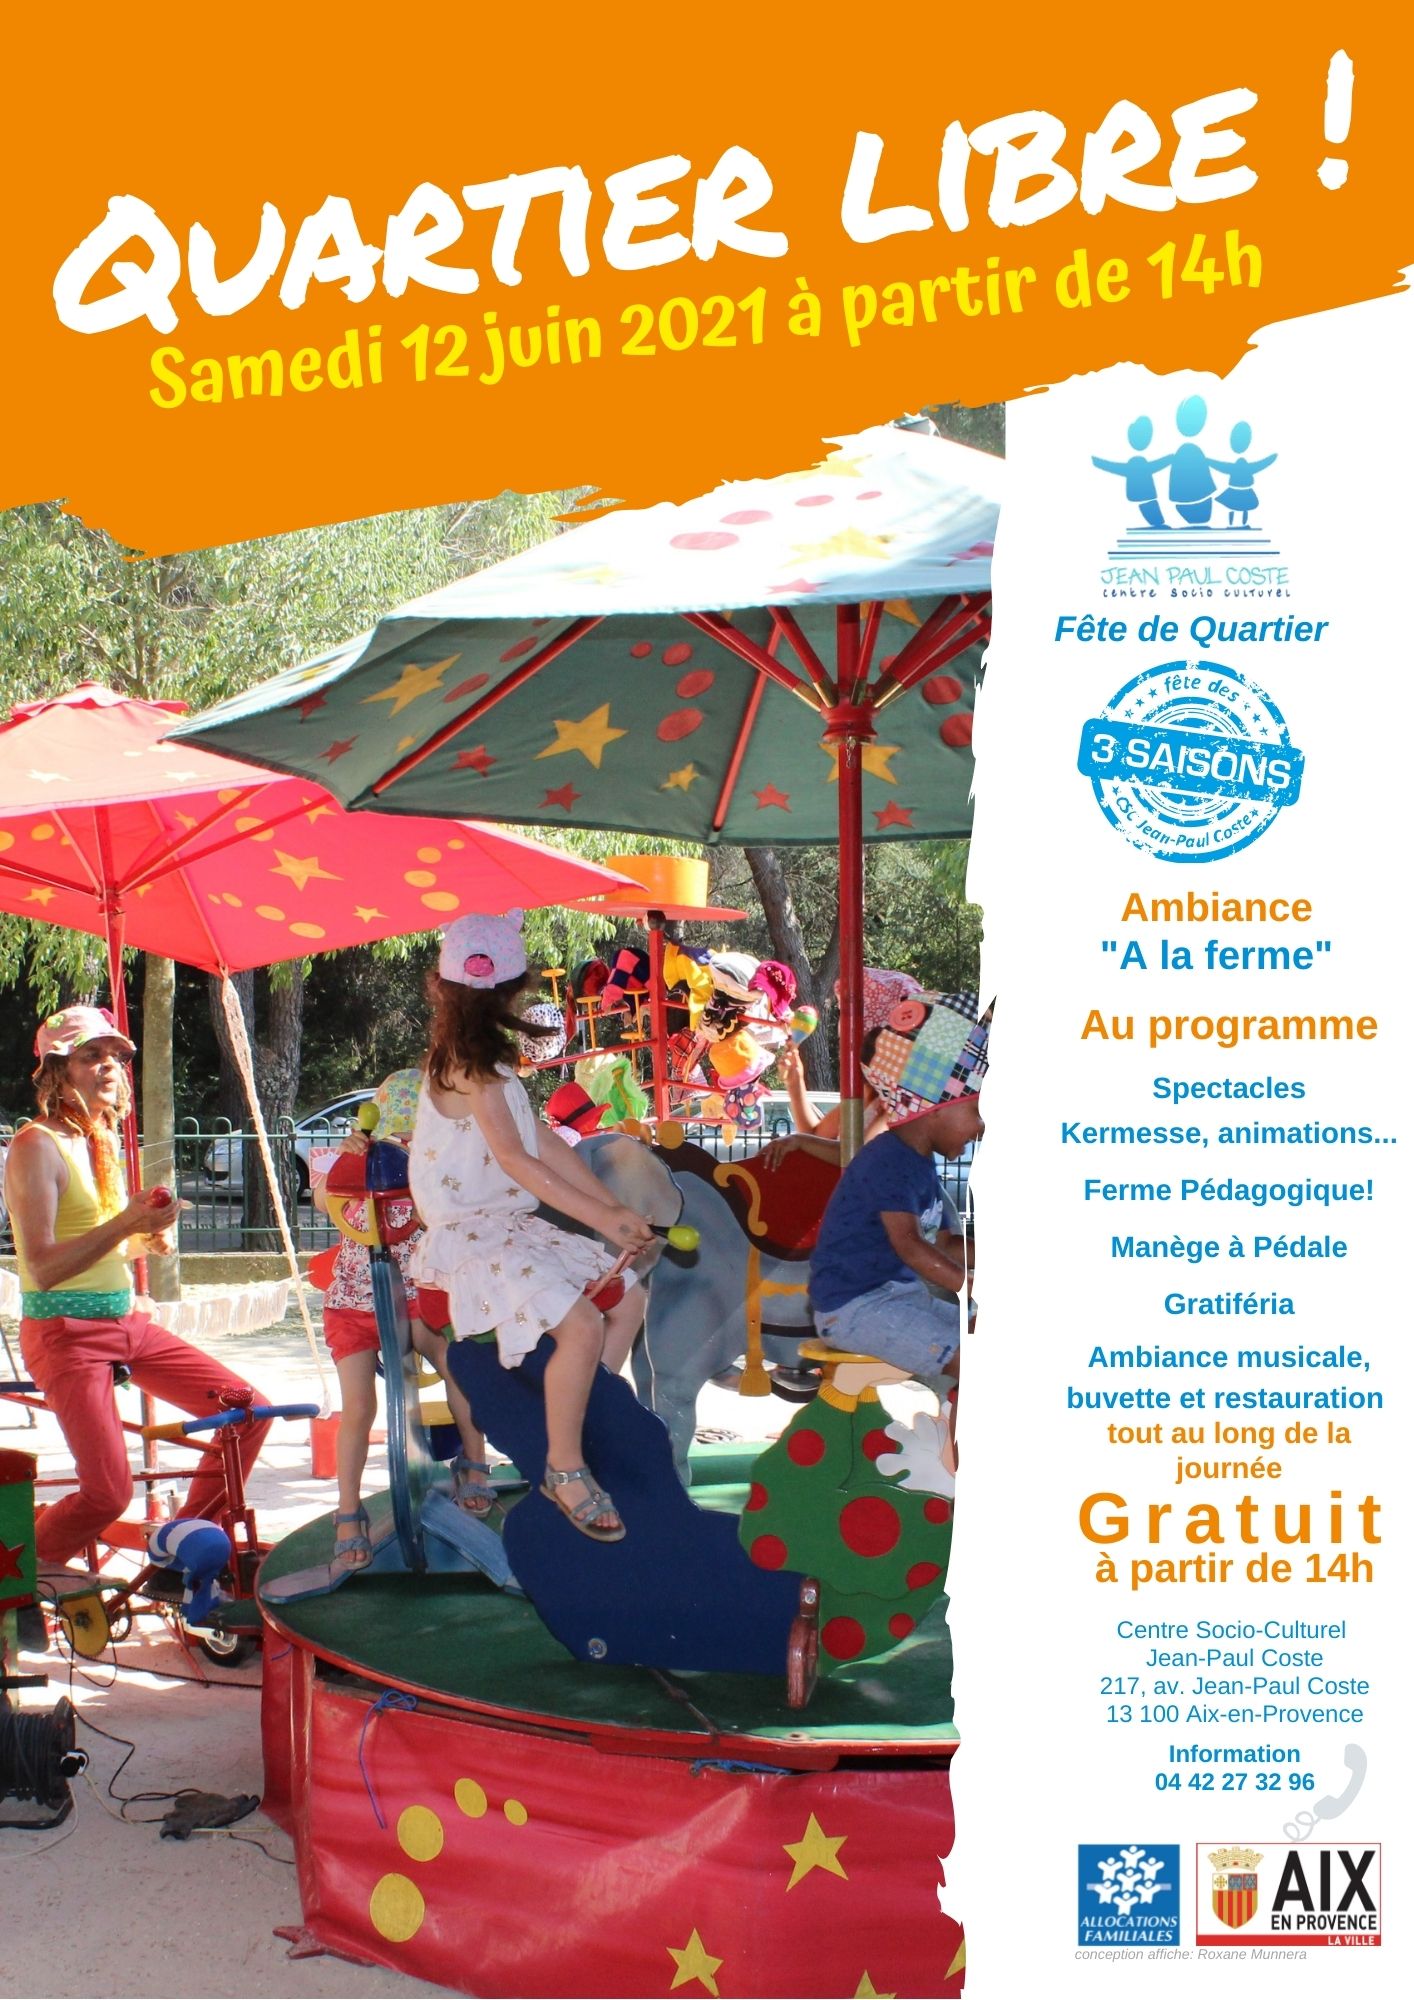 QUARTIER LIBRE !
Samedi 12 juin 2021 à partir de 14h
JEAN PAUL COSTE
centre socio culturel
Fête de Quartier
fête des
3 SAISONS
CSC Jean-Paul Coste
Ambiance
"A la ferme"
Au programme
Spectacles
Kermesse, animations...
Ferme Pédagogique!
Manège à Pédale
Gratiféria
Ambiance musicale,
buvette et restauration
tout au long de la
journée
Gratuit
à partir de 14h
Centre Socio-Culturel
Jean-Paul Coste
217, av. Jean-Paul Coste
13 100 Aix-en-Provence
Information
04 42 27 32 96
ALLOCATIONS
FAMILIALES
AIX
EN PROVENCE
LA VILLE
conception affiche: Roxane Munnera